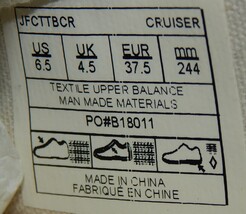 JFCTTBCR CRUISER
US UK EUR mm
6.5 4.5 37.5 244
TEXTILE UPPER BALANCE
MAN MADE MATERIALS
PO#B18011
MADE IN CHINA
FABRIQUÉ EN CHINE